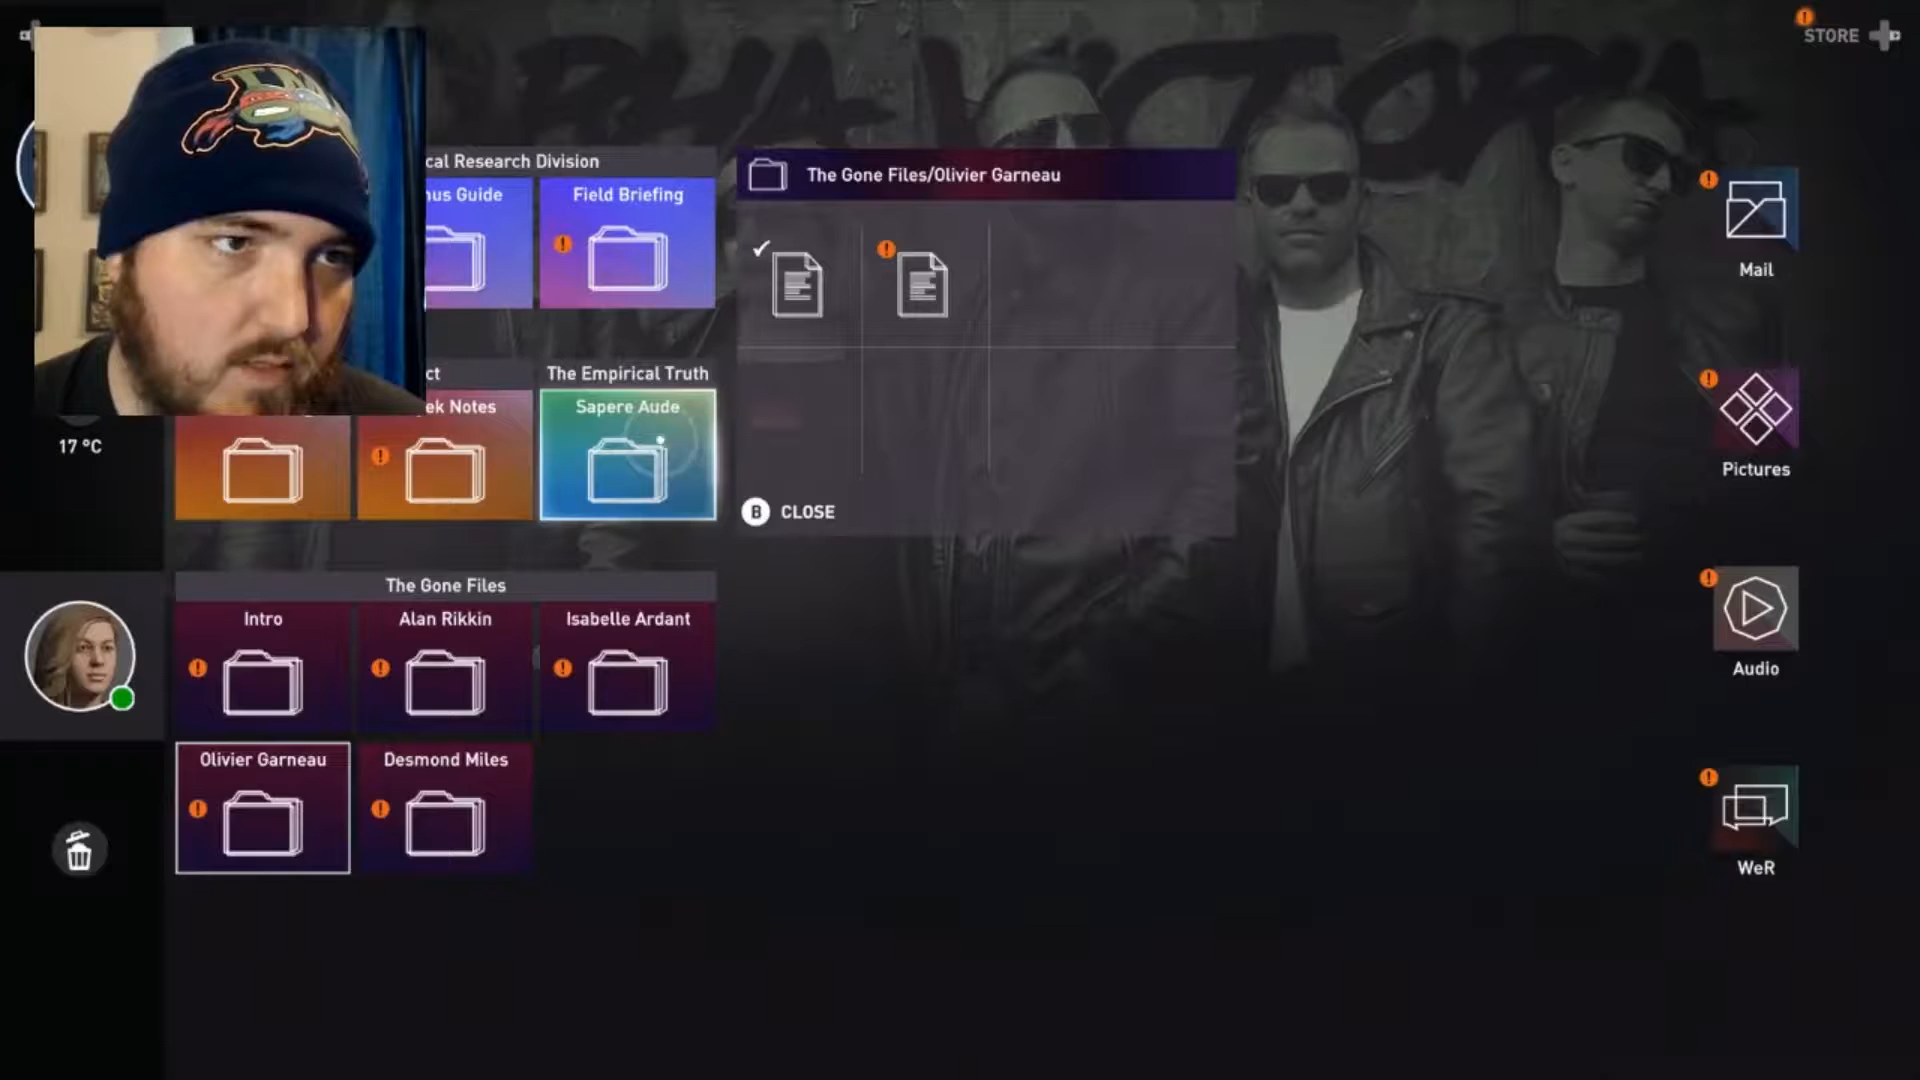 STORE
cal Research Division
nus Guide
Field Briefing
The Gone Files/Olivier Garneau
Mail
ct
The Empirical Truth
ek Notes
Sapere Aude
17 °C
Pictures
B CLOSE
The Gone Files
Intro
Alan Rikkin
Isabelle Ardant
Audio
Olivier Garneau
Desmond Miles
WeR